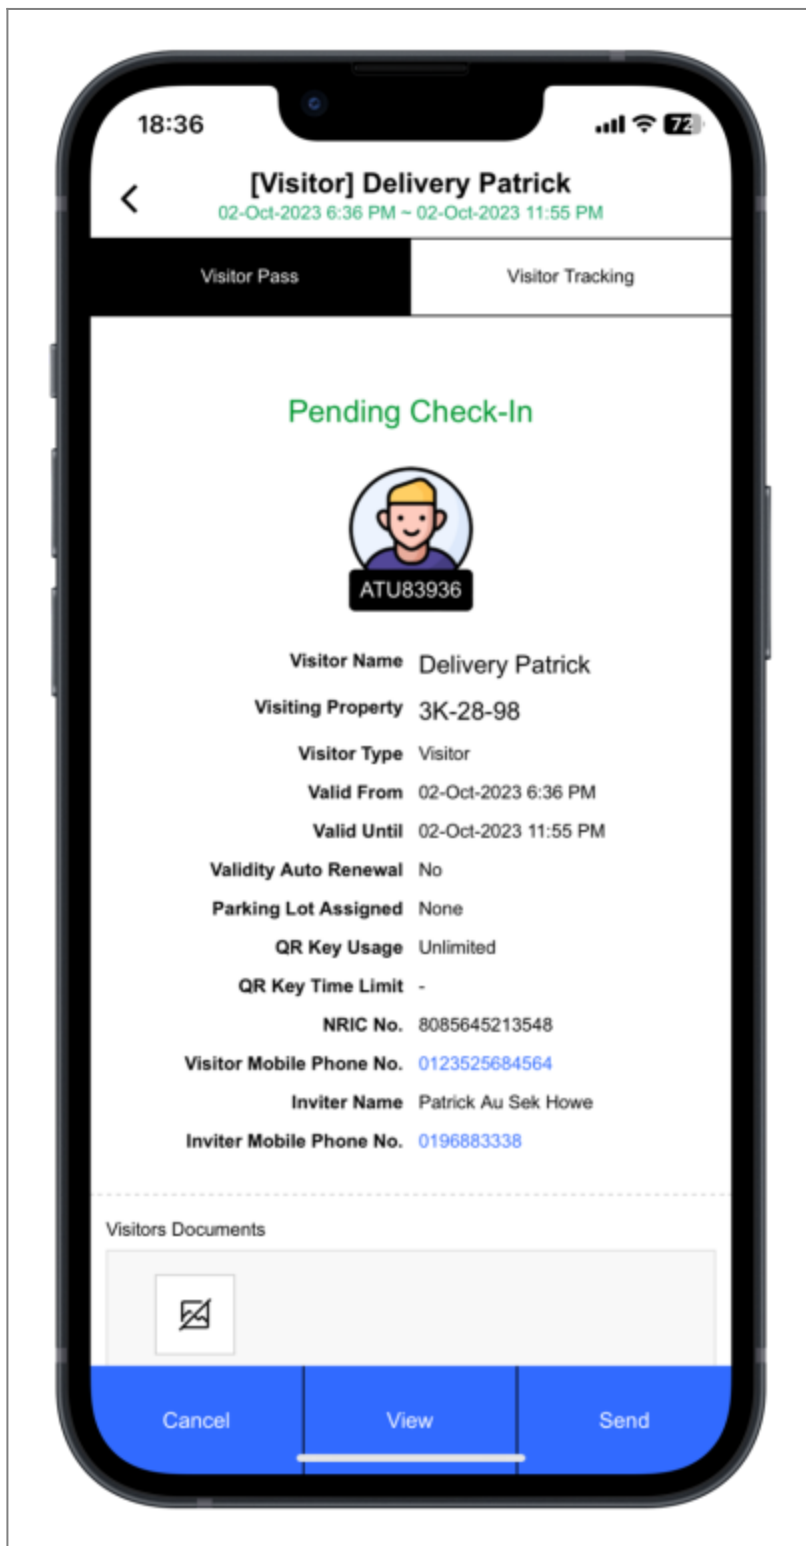 18:36
72
[Visitor] Delivery Patrick
02-Oct-2023 6:36 PM ~ 02-Oct-2023 11:55 PM
Visitor Pass
Visitor Tracking
Pending Check-In
ATU83936
Visitor Name Delivery Patrick
Visiting Property 3K-28-98
Visitor Type Visitor
Valid From 02-Oct-2023 6:36 PM
Valid Until 02-Oct-2023 11:55 PM
Validity Auto Renewal No
Parking Lot Assigned None
QR Key Usage Unlimited
QR Key Time Limit -
NRIC No. 8085645213548
Visitor Mobile Phone No. 0123525684564
Inviter Name Patrick Au Sek Howe
Inviter Mobile Phone No. 0196883338
Visitors Documents
Cancel
View
Send